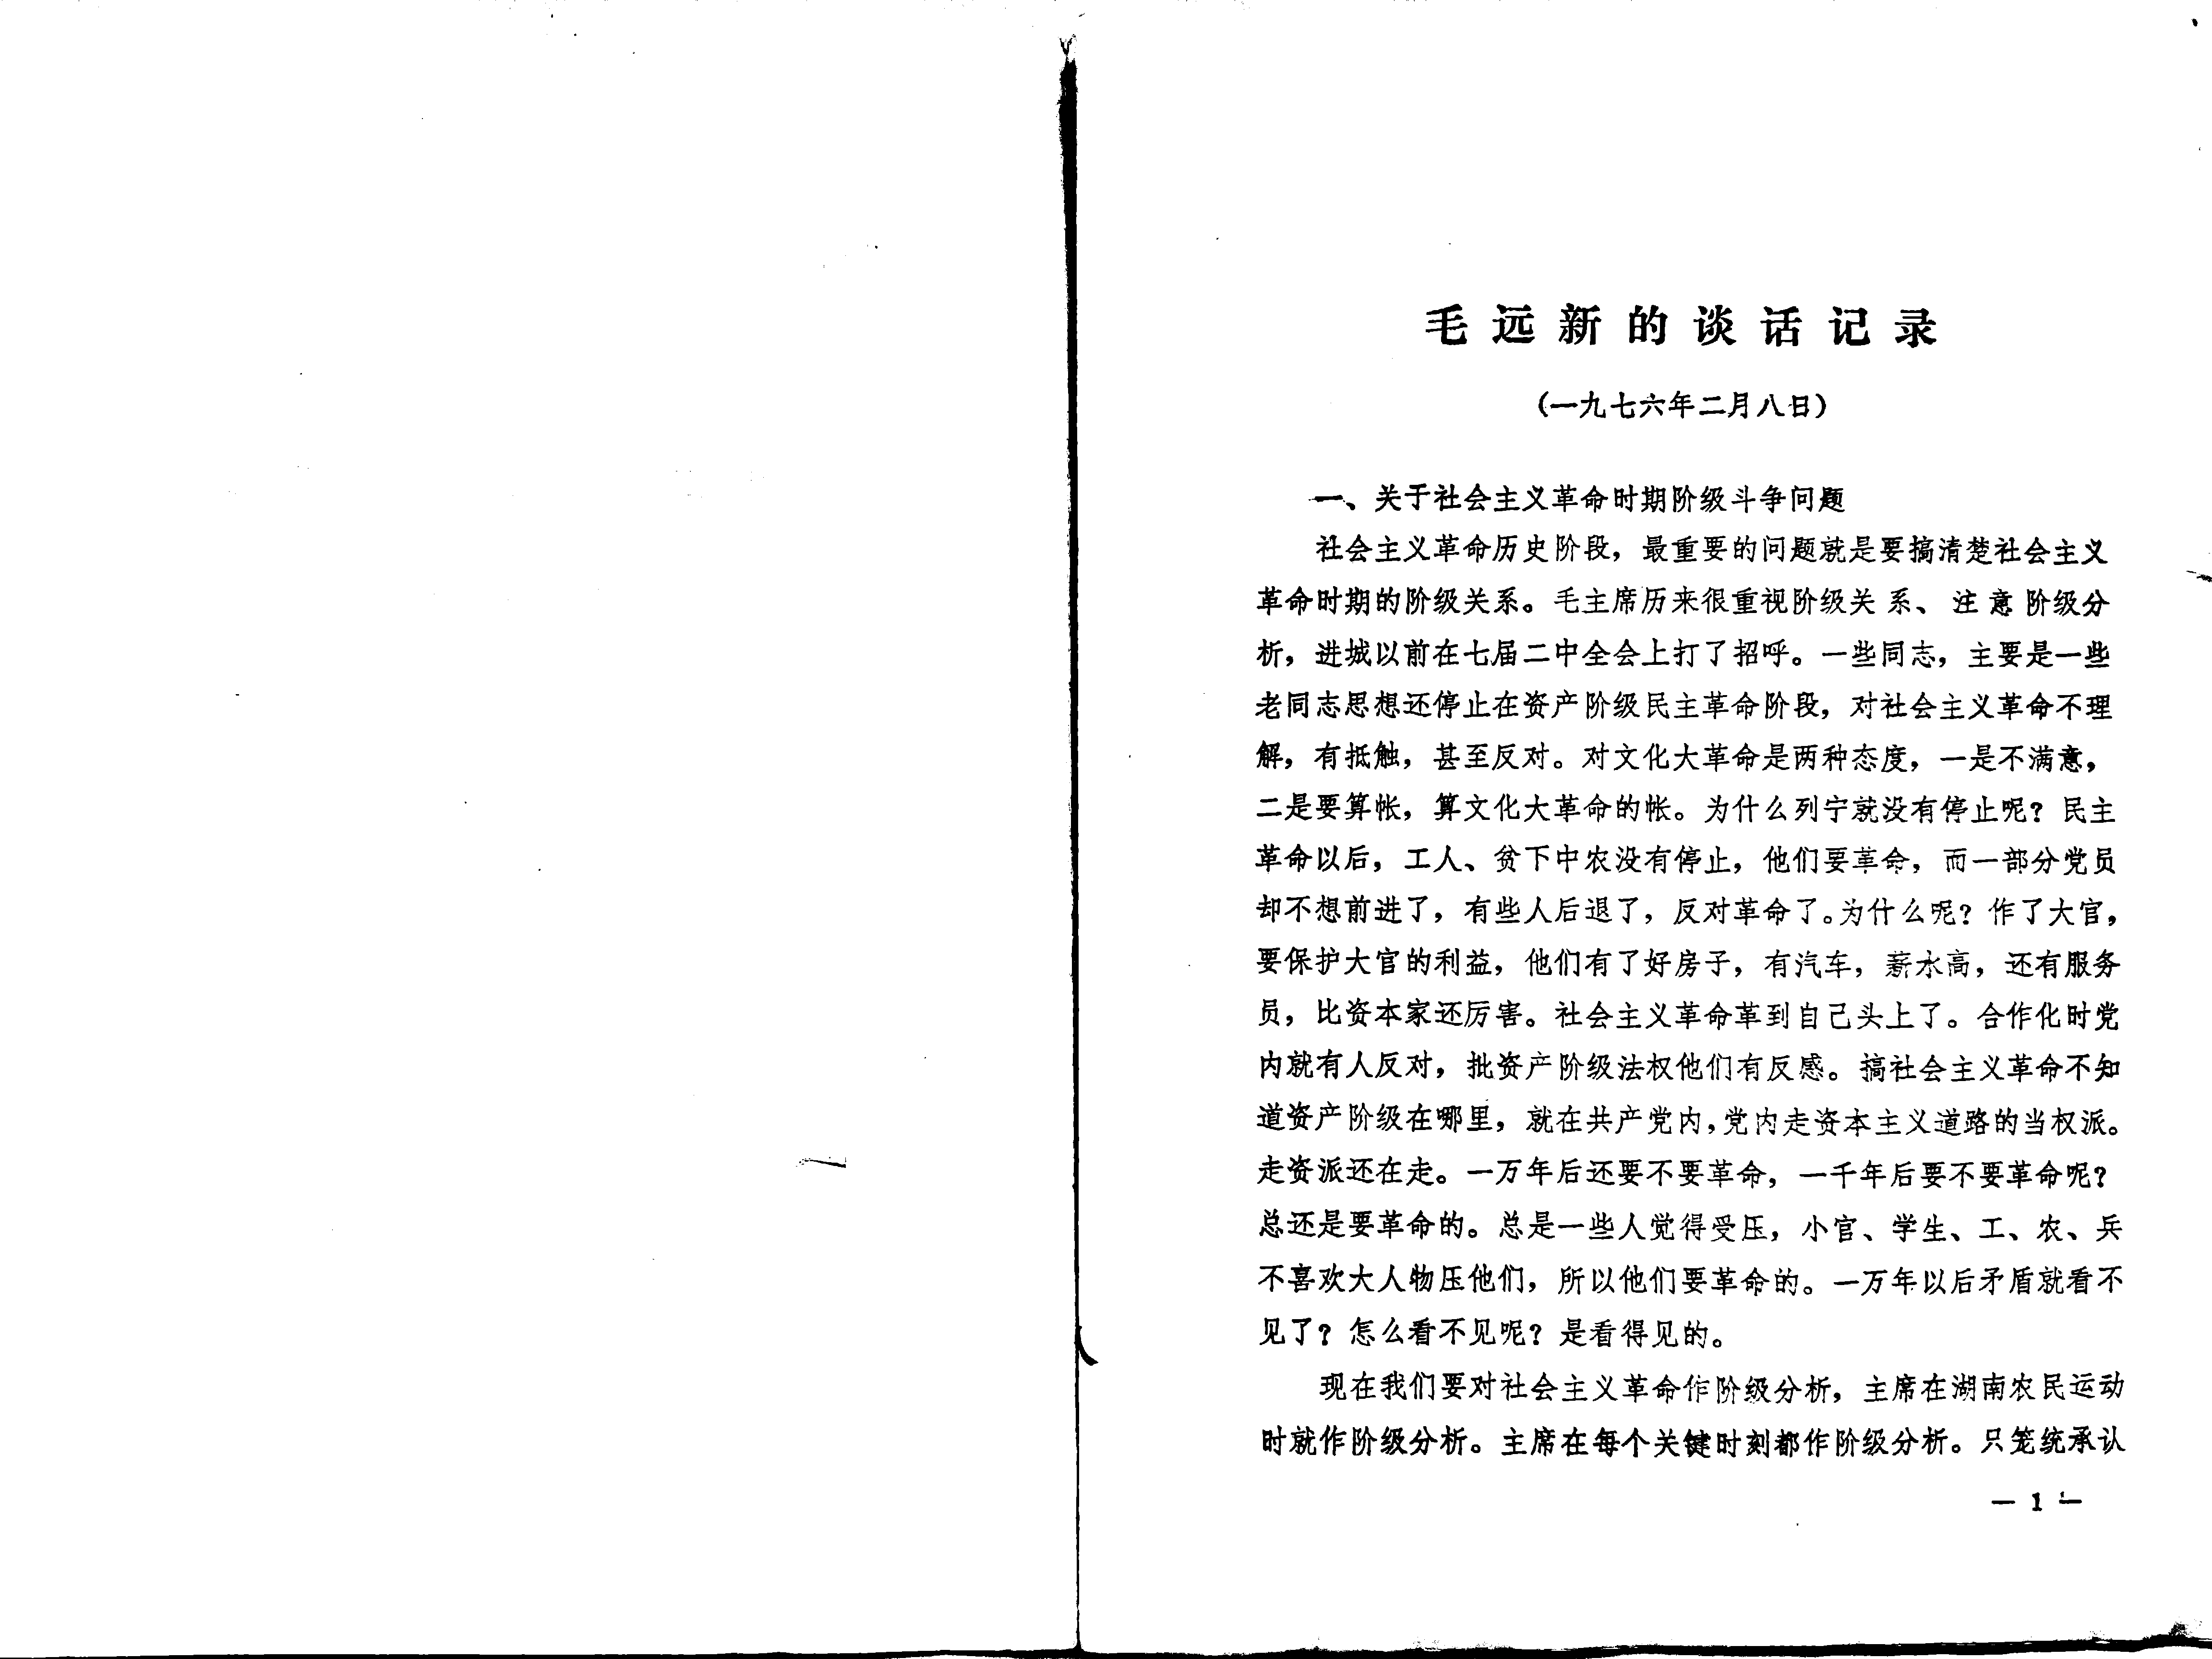 毛远新的谈话记录
（一九七六年二月八日）
一、关于社会主义革命时期阶级斗争问题
社会主义革命历史阶段，最重要的问题就是要搞清楚社会主义
革命时期的阶级关系。毛主席历来很重视阶级关系、注意阶级分
析，进城以前在七届二中全会上打了招呼。一些同志，主要是一些
老同志思想还停止在资产阶级民主革命阶段，对社会主义革命不理
解，有抵触，甚至反对。对文化大革命是两种态度，一是不满意，
二是要算帐，算文化大革命的帐。为什么列宁就没有停止呢？民主
革命以后，工人、贫下中农没有停止，他们要革命，而一部分党员
却不想前进了，有些人后退了，反对革命了。为什么呢？作了大官，
要保护大官的利益，他们有了好房子，有汽车，薪水高，还有服务
员，比资本家还厉害。社会主义革命革到自己头上了。合作化时党
内就有人反对，批资产阶级法权他们有反感。搞社会主义革命不知
道资产阶级在哪里，就在共产党内，党内走资本主义道路的当权派。
走资派还在走。一万年后还要不要革命，一千年后要不要革命呢？
总还是要革命的。总是一些人觉得受压，小官、学生、工、农、兵
不喜欢大人物压他们，所以他们要革命的。一万年以后矛盾就看不
见了？怎么看不见呢？是看得见的。
现在我们要对社会主义革命作阶级分析，主席在湖南农民运动
时就作阶级分析。主席在每个关键时刻都作阶级分析。只笼统承认
— 1 —